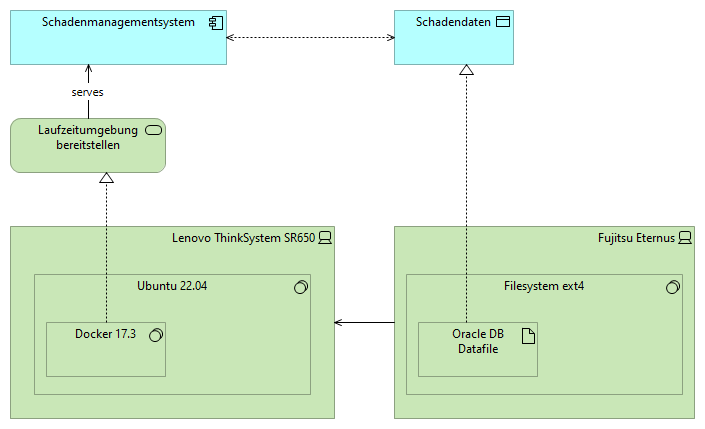 Schadenmanagementsystem
Schadendaten
serves
Laufzeitumgebung
bereitstellen
Lenovo ThinkSystem SR650
Fujitsu Eternus
Ubuntu 22.04
Filesystem ext4
Docker 17.3
Oracle DB
Datafile